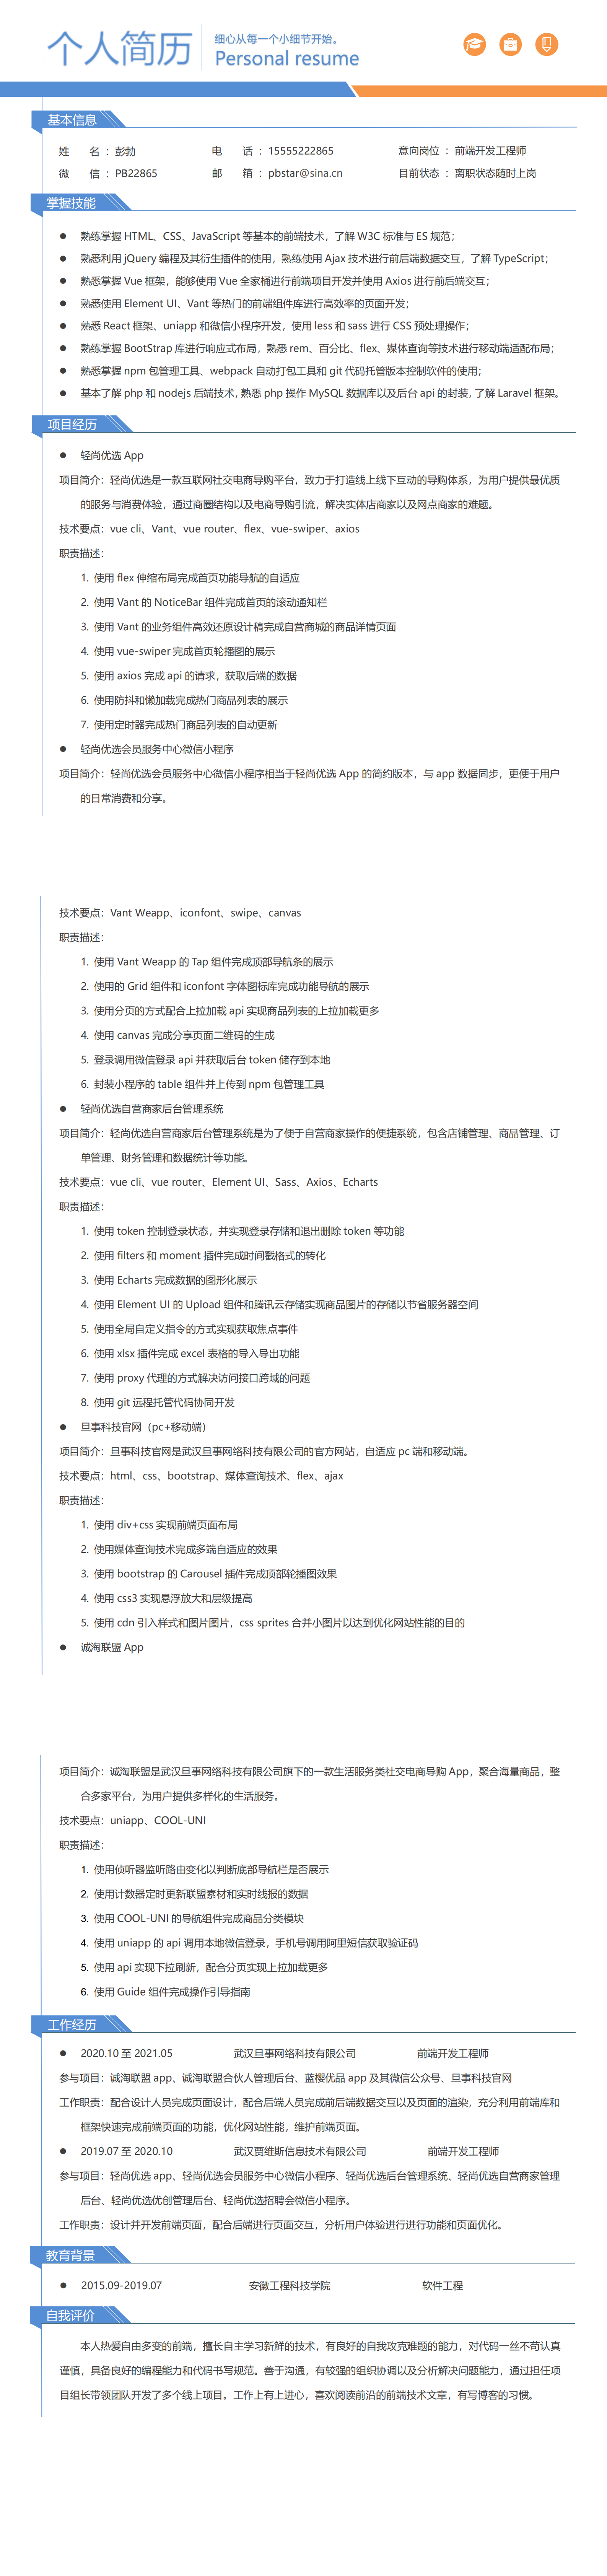 个人简历
细心从每一个小细节开始。
Personal resume
基本信息
姓 名 ：彭勃 电 话 ：15555222865 意向岗位 ：前端开发工程师
微 信 ：PB22865 邮 箱 ：pbstar@sina.cn 目前状态 ：离职状态随时上岗
掌握技能
● 熟练掌握 HTML、CSS、JavaScript 等基本的前端技术，了解 W3C 标准与 ES 规范；
● 熟悉利用 jQuery 编程及其衍生插件的使用，熟练使用 Ajax 技术进行前后端数据交互，了解 TypeScript；
● 熟悉掌握 Vue 框架，能够使用 Vue 全家桶进行前端项目开发并使用 Axios 进行前后端交互；
● 熟悉使用 Element UI、Vant 等热门的前端组件库进行高效率的页面开发；
● 熟悉 React 框架、uniapp 和微信小程序开发，使用 less 和 sass 进行 CSS 预处理操作；
● 熟练掌握 BootStrap 库进行响应式布局，熟悉 rem、百分比、flex、媒体查询等技术进行移动端适配布局；
● 熟悉掌握 npm 包管理工具、webpack 自动打包工具和 git 代码托管版本控制软件的使用；
● 基本了解 php 和 nodejs 后端技术，熟悉 php 操作 MySQL 数据库以及后台 api 的封装，了解 Laravel 框架。
项目经历
● 轻尚优选 App
项目简介：轻尚优选是一款互联网社交电商导购平台，致力于打造线上线下互动的导购体系，为用户提供最优质
的服务与消费体验，通过商圈结构以及电商导购引流，解决实体店商家以及网点商家的难题。
技术要点：vue cli、Vant、vue router、flex、vue-swiper、axios
职责描述：
1. 使用 flex 伸缩布局完成首页功能导航的自适应
2. 使用 Vant 的 NoticeBar 组件完成首页的滚动通知栏
3. 使用 Vant 的业务组件高效还原设计稿完成自营商城的商品详情页面
4. 使用 vue-swiper 完成首页轮播图的展示
5. 使用 axios 完成 api 的请求，获取后端的数据
6. 使用防抖和懒加载完成热门商品列表的展示
7. 使用定时器完成热门商品列表的自动更新
● 轻尚优选会员服务中心微信小程序
项目简介：轻尚优选会员服务中心微信小程序相当于轻尚优选 App 的简约版本，与 app 数据同步，更便于用户
的日常消费和分享。
技术要点：Vant Weapp、iconfont、swipe、canvas
职责描述：
1. 使用 Vant Weapp 的 Tap 组件完成顶部导航条的展示
2. 使用的 Grid 组件和 iconfont 字体图标库完成功能导航的展示
3. 使用分页的方式配合上拉加载 api 实现商品列表的上拉加载更多
4. 使用 canvas 完成分享页面二维码的生成
5. 登录调用微信登录 api 并获取后台 token 储存到本地
6. 封装小程序的 table 组件并上传到 npm 包管理工具
● 轻尚优选自营商家后台管理系统
项目简介：轻尚优选自营商家后台管理系统是为了便于自营商家操作的便捷系统，包含店铺管理、商品管理、订
单管理、财务管理和数据统计等功能。
技术要点：vue cli、vue router、Element UI、Sass、Axios、Echarts
职责描述：
1. 使用 token 控制登录状态，并实现登录存储和退出删除 token 等功能
2. 使用 filters 和 moment 插件完成时间戳格式的转化
3. 使用 Echarts 完成数据的图形化展示
4. 使用 Element UI 的 Upload 组件和腾讯云存储实现商品图片的存储以节省服务器空间
5. 使用全局自定义指令的方式实现获取焦点事件
6. 使用 xlsx 插件完成 excel 表格的导入导出功能
7. 使用 proxy 代理的方式解决访问接口跨域的问题
8. 使用 git 远程托管代码协同开发
● 旦事科技官网（pc+移动端）
项目简介：旦事科技官网是武汉旦事网络科技有限公司的官方网站，自适应 pc 端和移动端。
技术要点：html、css、bootstrap、媒体查询技术、flex、ajax
职责描述：
1. 使用 div+css 实现前端页面布局
2. 使用媒体查询技术完成多端自适应的效果
3. 使用 bootstrap 的 Carousel 插件完成顶部轮播图效果
4. 使用 css3 实现悬浮放大和层级提高
5. 使用 cdn 引入样式和图片图片，css sprites 合并小图片以达到优化网站性能的目的
● 诚淘联盟 App
项目简介：诚淘联盟是武汉旦事网络科技有限公司旗下的一款生活服务类社交电商导购 App，聚合海量商品，整
合多家平台，为用户提供多样化的生活服务。
技术要点：uniapp、COOL-UNI
职责描述：
1. 使用侦听器监听路由变化以判断底部导航栏是否展示
2. 使用计数器定时更新联盟素材和实时线报的数据
3. 使用 COOL-UNI 的导航组件完成商品分类模块
4. 使用 uniapp 的 api 调用本地微信登录，手机号调用阿里短信获取验证码
5. 使用 api 实现下拉刷新，配合分页实现上拉加载更多
6. 使用 Guide 组件完成操作引导指南
工作经历
● 2020.10 至 2021.05 武汉旦事网络科技有限公司 前端开发工程师
参与项目：诚淘联盟 app、诚淘联盟合伙人管理后台、蓝樱优品 app 及其微信公众号、旦事科技官网
工作职责：配合设计人员完成页面设计，配合后端人员完成前后端数据交互以及页面的渲染，充分利用前端库和
框架快速完成前端页面的功能，优化网站性能，维护前端页面。
● 2019.07 至 2020.10 武汉贾维斯信息技术有限公司 前端开发工程师
参与项目：轻尚优选 app、轻尚优选会员服务中心微信小程序、轻尚优选后台管理系统、轻尚优选自营商家管理
后台、轻尚优选优创管理后台、轻尚优选招聘会微信小程序。
工作职责：设计并开发前端页面，配合后端进行页面交互，分析用户体验进行进行功能和页面优化。
教育背景
● 2015.09-2019.07 安徽工程科技学院 软件工程
自我评价
本人热爱自由多变的前端，擅长自主学习新鲜的技术，有良好的自我攻克难题的能力，对代码一丝不苟认真
谨慎，具备良好的编程能力和代码书写规范。善于沟通，有较强的组织协调以及分析解决问题能力，通过担任项
目组长带领团队开发了多个线上项目。工作上有上进心，喜欢阅读前沿的前端技术文章，有写博客的习惯。